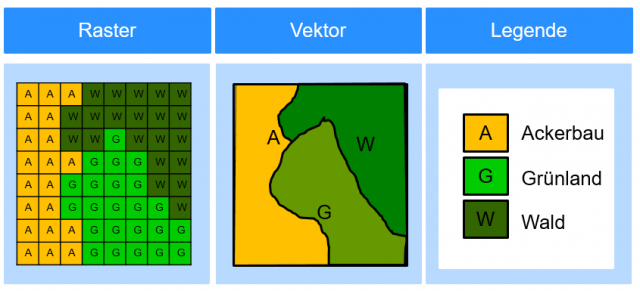 Raster
Vektor
Legende
A A A W W W W W
A A W W W W W W
A A W W G W W W
A A A G G G W W
A A G G G G W W
A A G G G G G W
A A A G G G G G
A A A G G G G G
A
W
G
A Ackerbau
G Grünland
W Wald